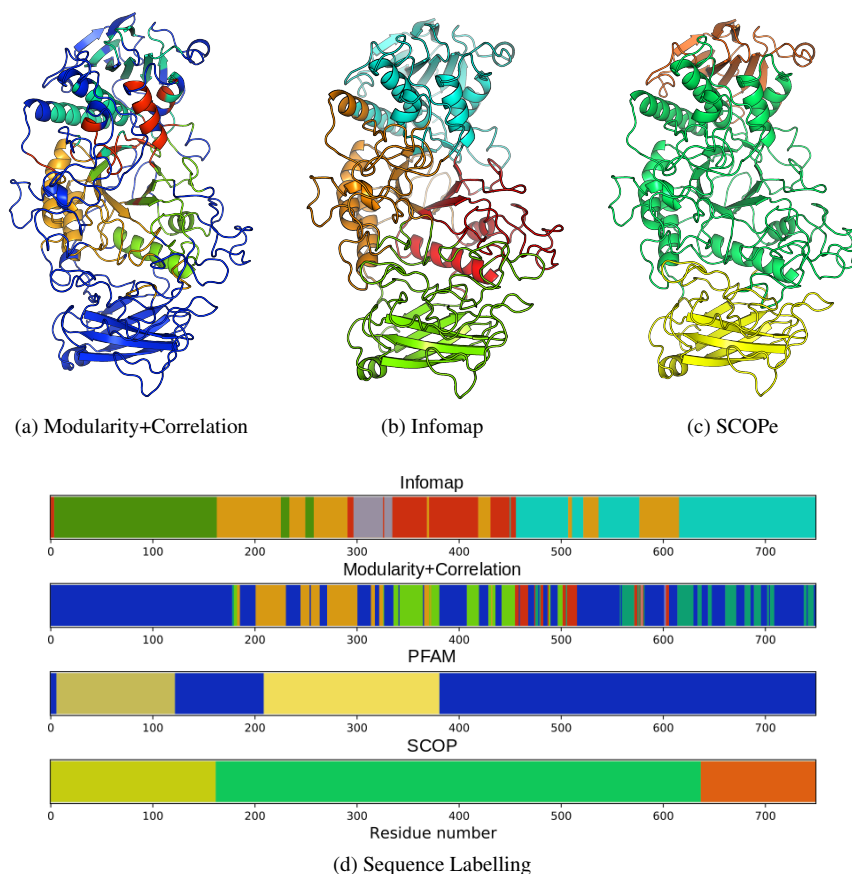 (a) Modularity+Correlation
(b) Infomap
(c) SCOPe
Infomap
0 100 200 300 400 500 600 700
Modularity+Correlation
0 100 200 300 400 500 600 700
PFAM
0 100 200 300 400 500 600 700
SCOP
0 100 200 300 400 500 600 700
Residue number
(d) Sequence Labelling